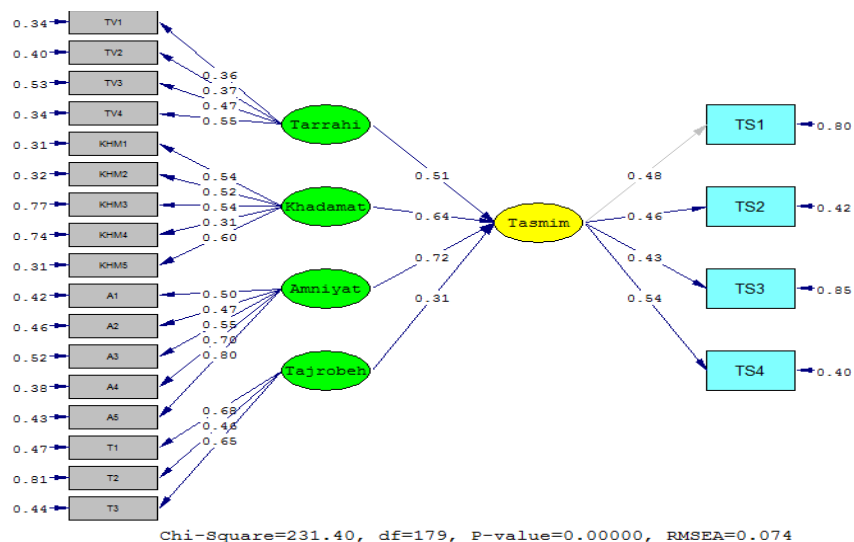 0.34 TV1
0.40 TV2
0.53 TV3
0.34 TV4
0.31 KHM1
0.32 KHM2
0.77 KHM3
0.74 KHM4
0.31 KHM5
0.42 A1
0.46 A2
0.52 A3
0.38 A4
0.43 A5
0.47 T1
0.81 T2
0.44 T3
0.36
0.37
0.47
0.55
0.54
0.52
0.54
0.31
0.60
0.50
0.47
0.55
0.70
0.80
0.68
0.46
0.65
Tarrahi
Khadamat
Amniyat
Tajrobeh
0.51
0.64
0.72
0.31
Tasmim
0.48
0.46
0.43
0.54
TS1 0.80
TS2 0.42
TS3 0.85
TS4 0.40
Chi-Square=231.40, df=179, P-value=0.00000, RMSEA=0.074